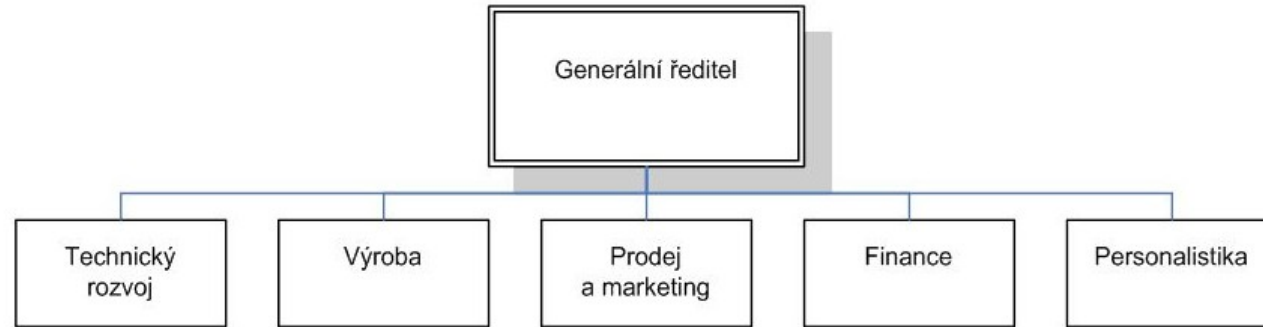 Generální ředitel
Technický
rozvoj
Výroba
Prodej
a marketing
Finance
Personalistika